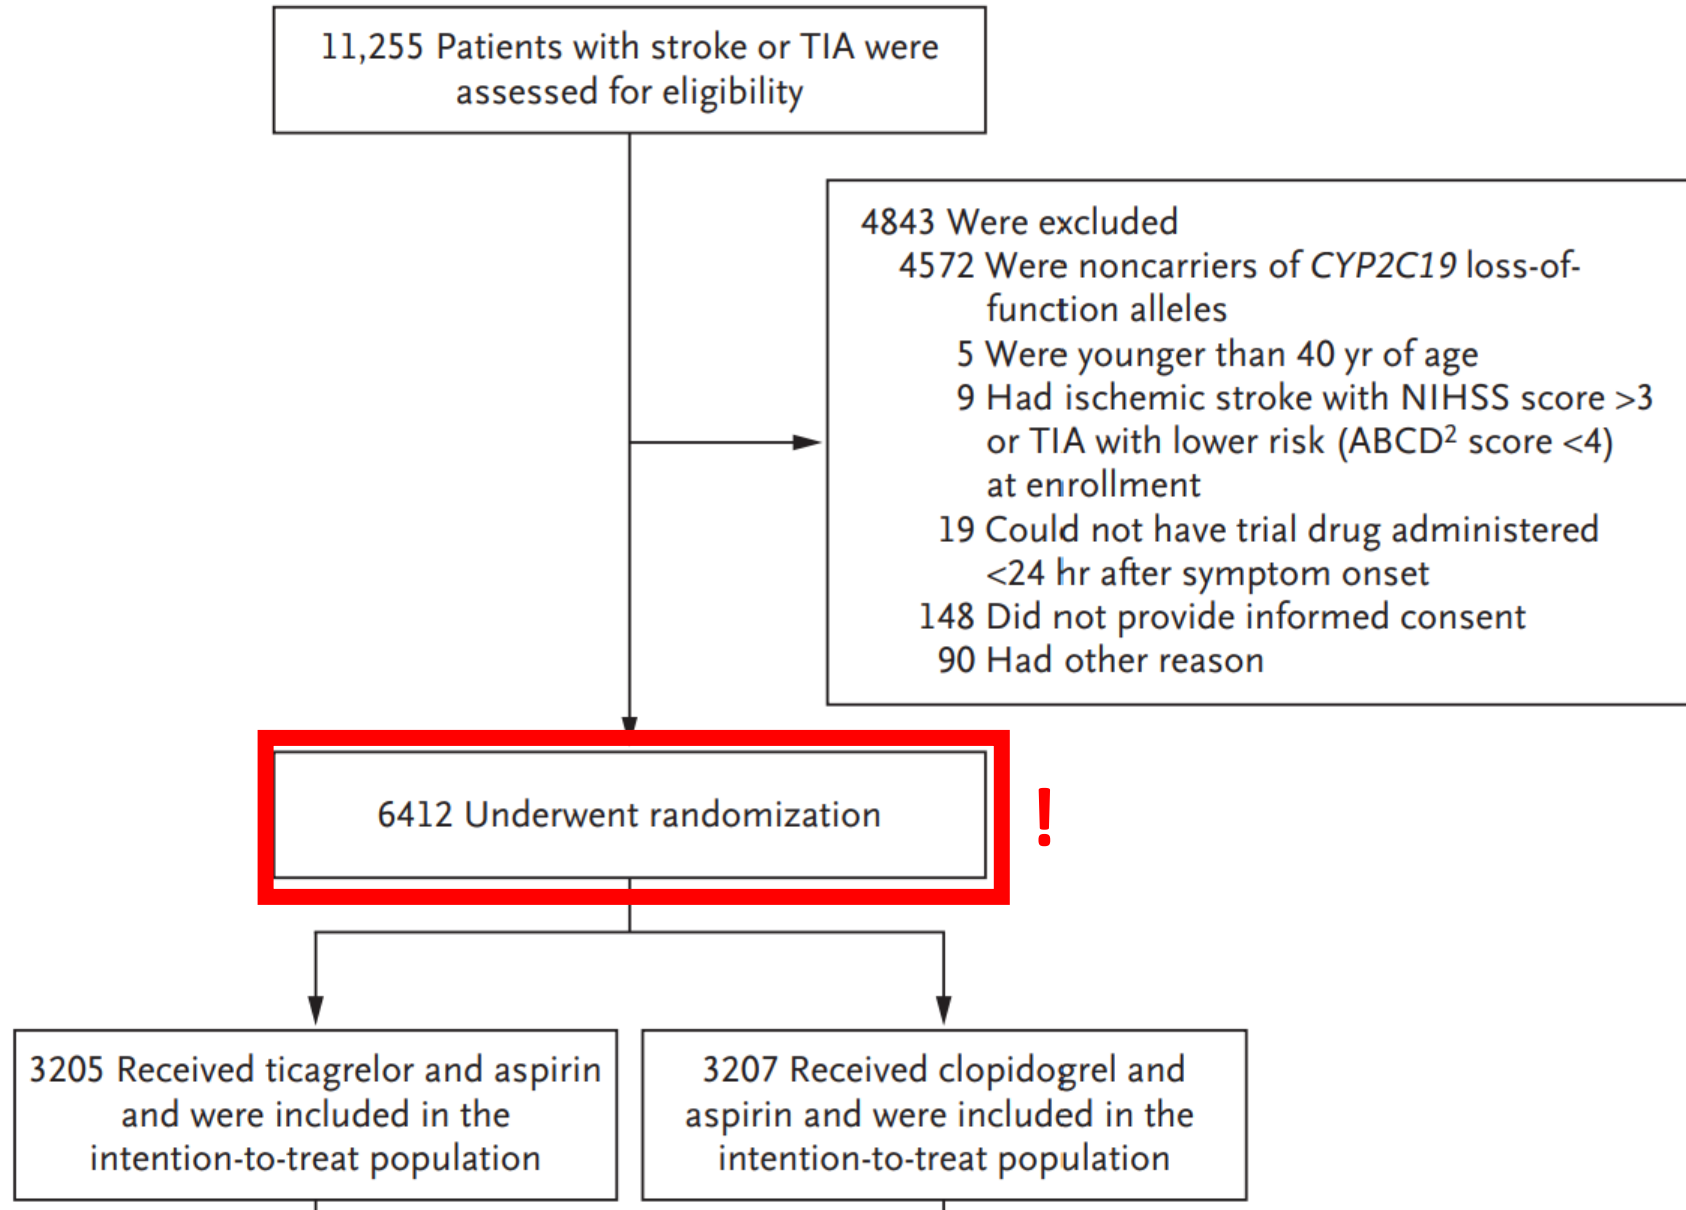 11,255 Patients with stroke or TIA were
assessed for eligibility
4843 Were excluded
4572 Were noncarriers of CYP2C19 loss-of-
function alleles
5 Were younger than 40 yr of age
9 Had ischemic stroke with NIHSS score >3
or TIA with lower risk (ABCD² score <4)
at enrollment
19 Could not have trial drug administered
<24 hr after symptom onset
148 Did not provide informed consent
90 Had other reason
6412 Underwent randomization
!
3205 Received ticagrelor and aspirin
and were included in the
intention-to-treat population
3207 Received clopidogrel and
aspirin and were included in the
intention-to-treat population